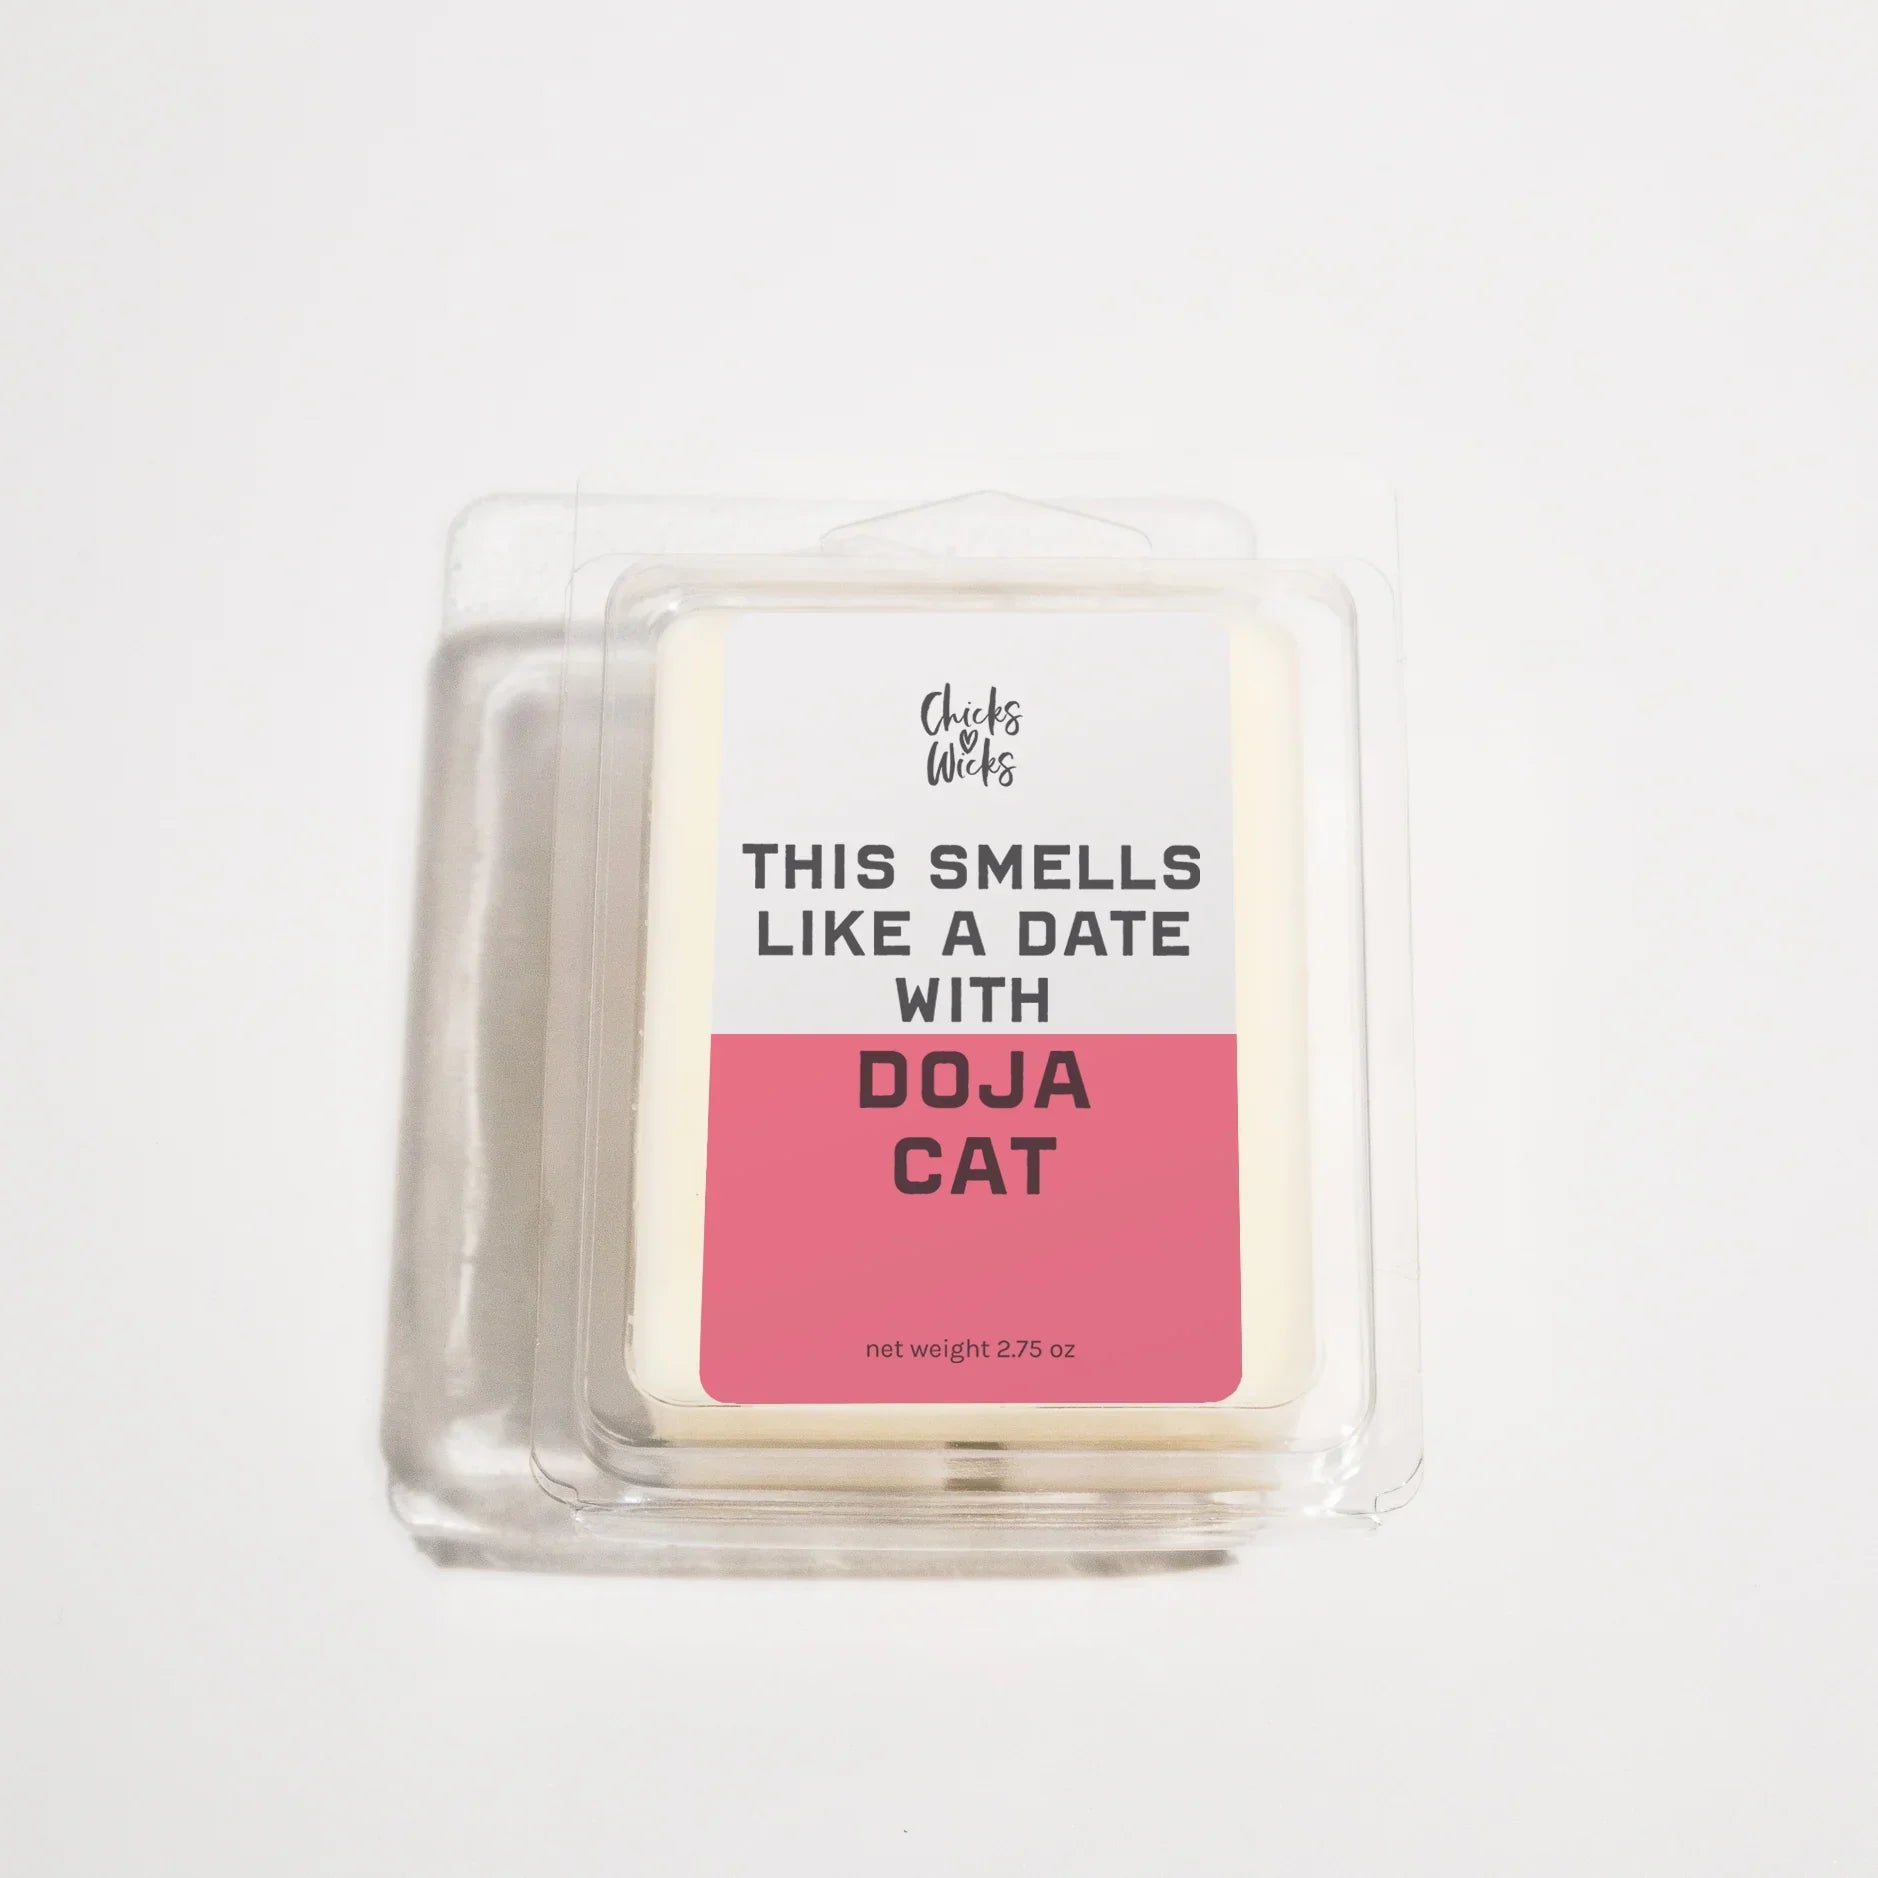 Chicks
Wicks
THIS SMELLS
LIKE A DATE
WITH
DOJA
CAT
net weight 2.75 oz